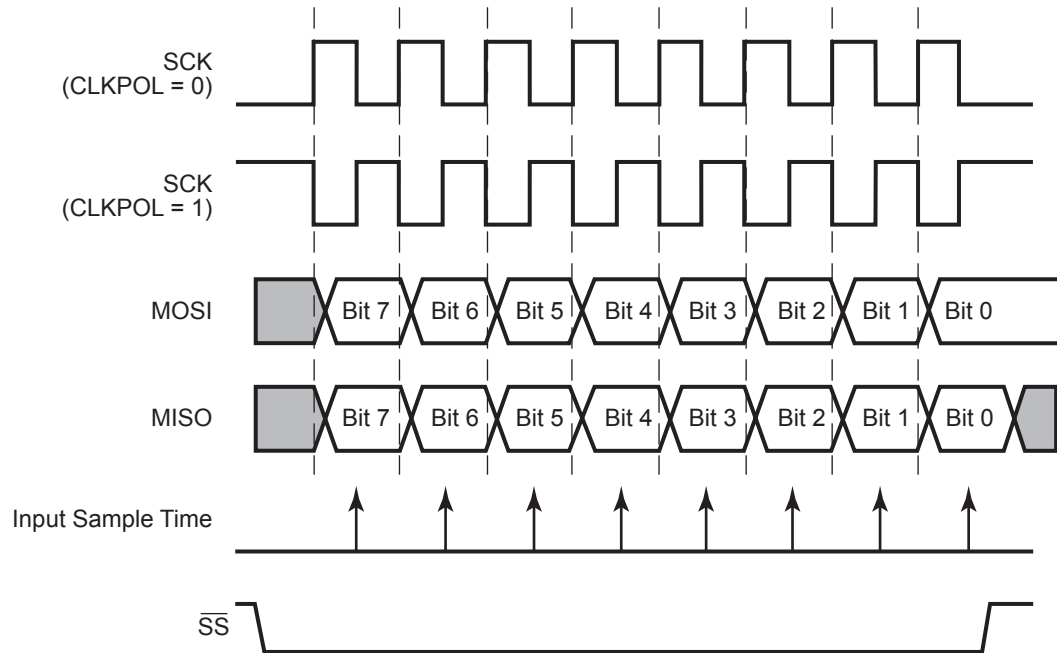 SCK
(CLKPOL = 0)
SCK
(CLKPOL = 1)
MOSI
Bit 7 Bit 6 Bit 5 Bit 4 Bit 3 Bit 2 Bit 1 Bit 0
MISO
Bit 7 Bit 6 Bit 5 Bit 4 Bit 3 Bit 2 Bit 1 Bit 0
Input Sample Time
S̅S̅